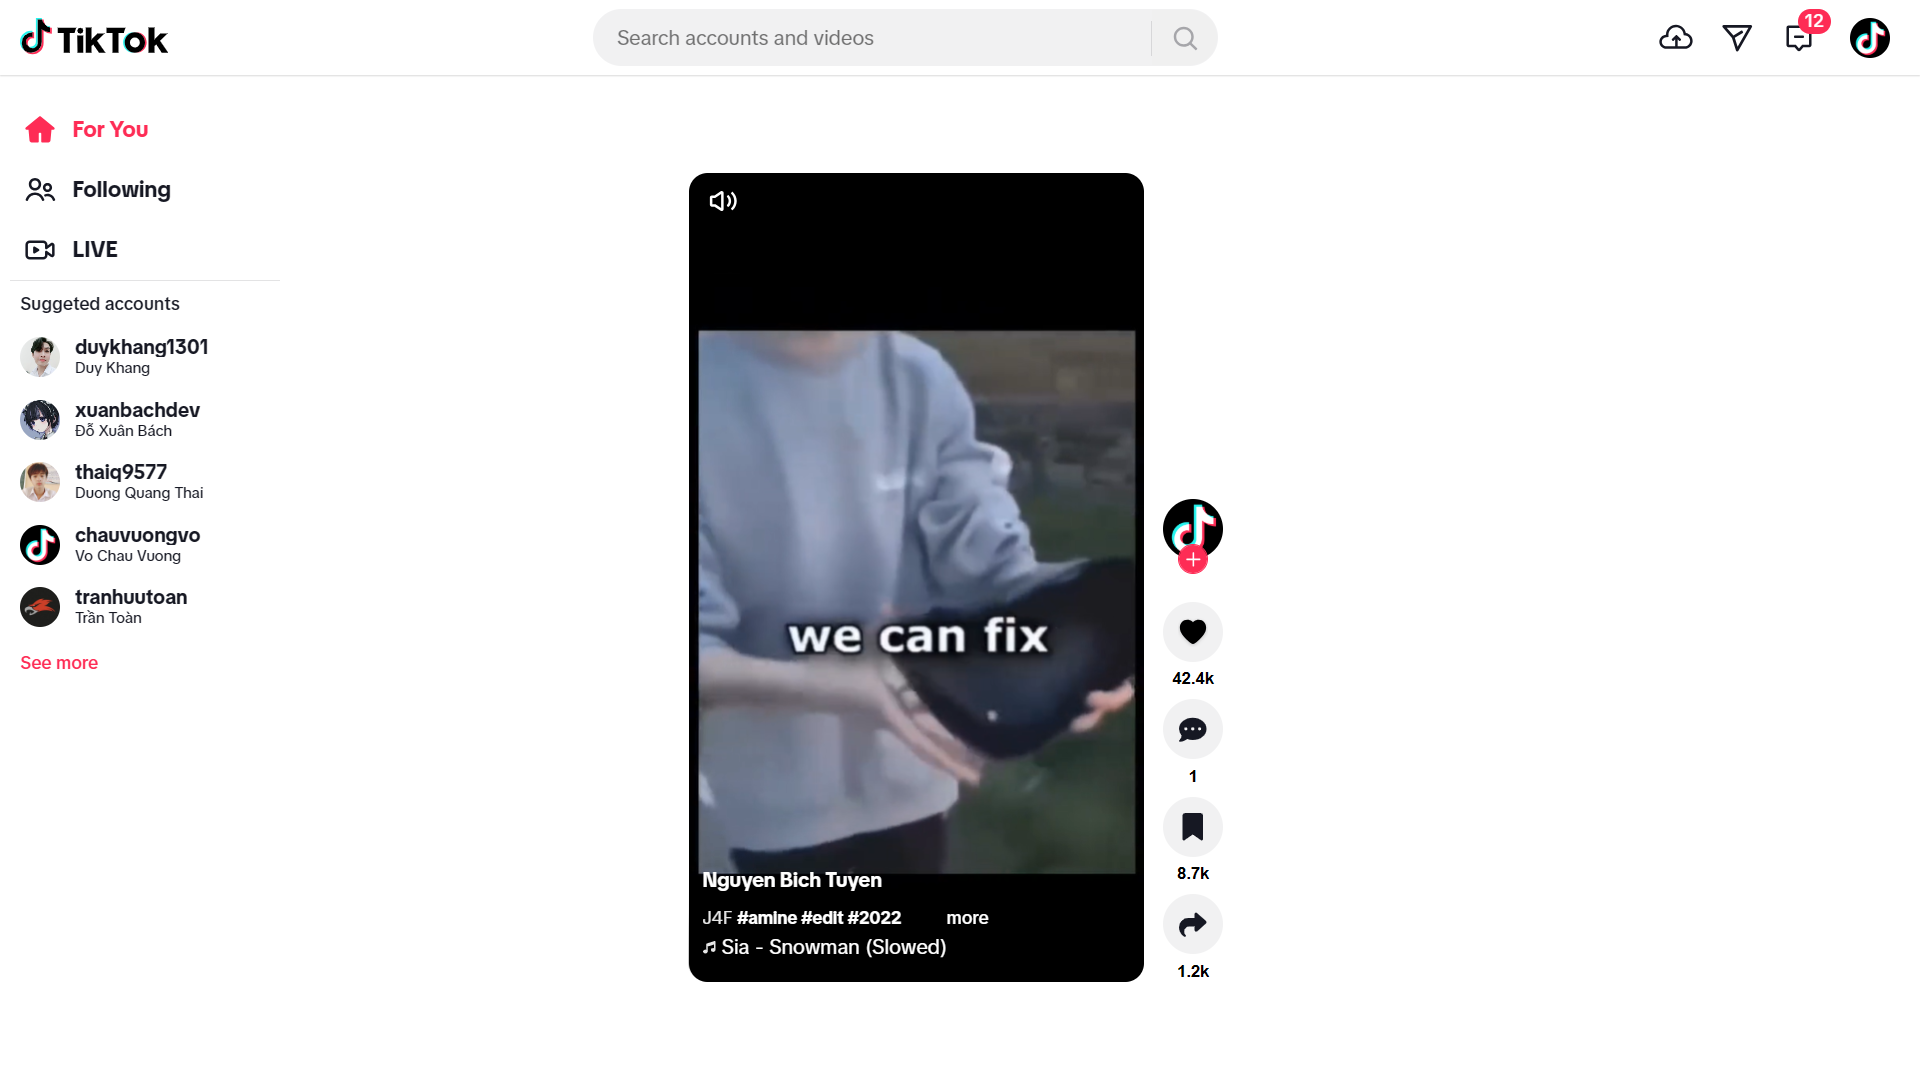 TikTok
Search accounts and videos
12
For You
Following
LIVE
Suggeted accounts
duykhang1301
Duy Khang
xuanbachdev
Đỗ Xuân Bách
thaiq9577
Duong Quang Thai
chauvuongvo
Vo Chau Vuong
tranhuutoan
Trần Toàn
See more
we can fix
Nguyen Bich Tuyen
J4F #amine #edit #2022 more
Sia - Snowman (Slowed)
42.4k
1
8.7k
1.2k